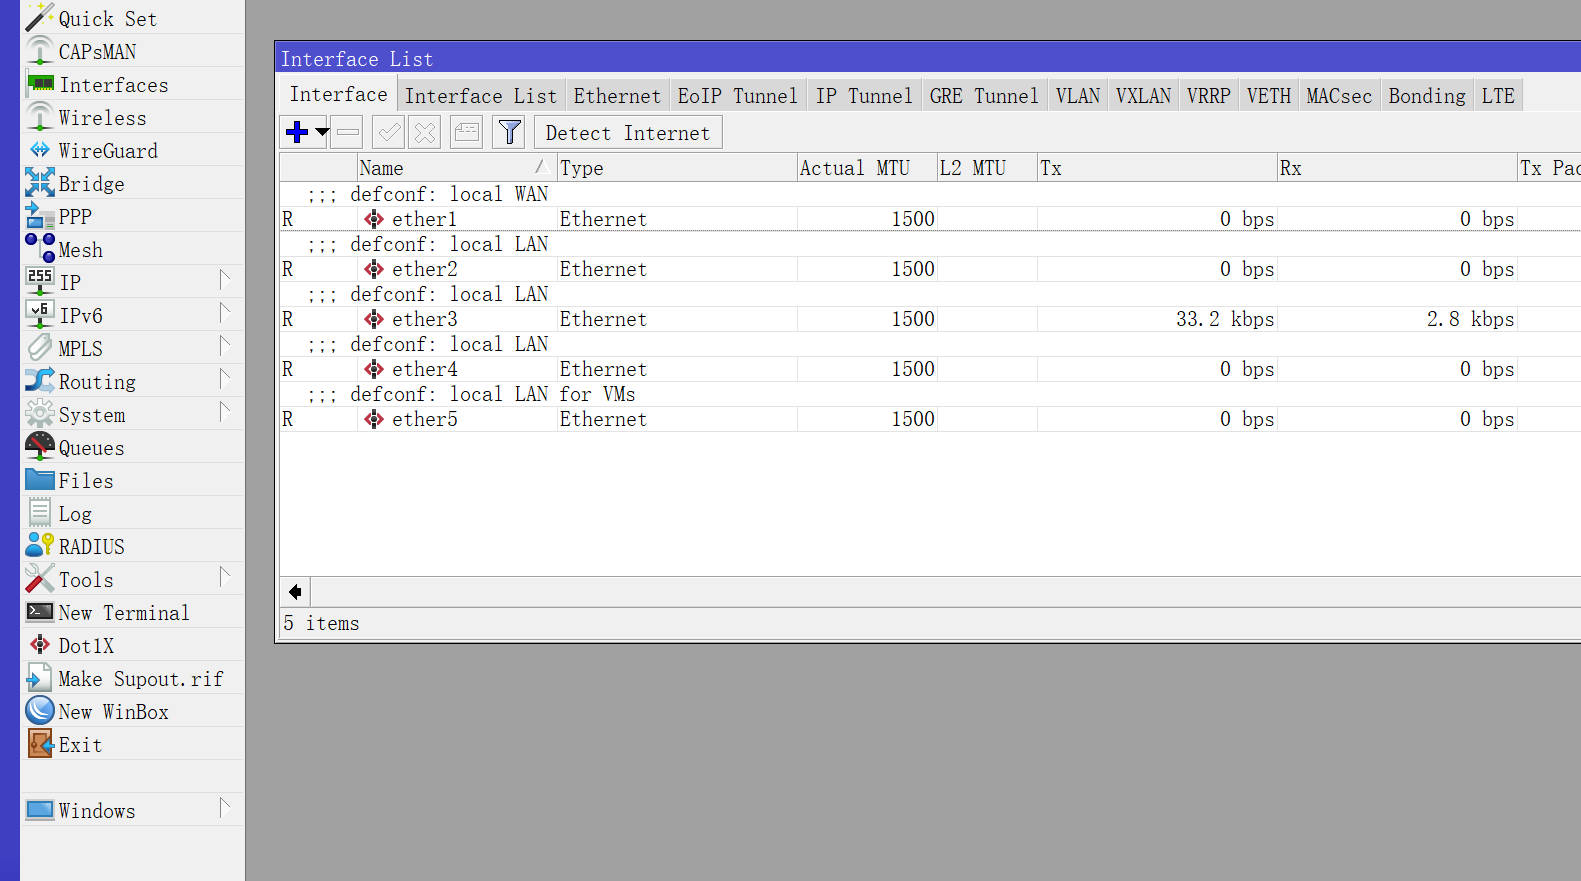 Quick Set
CAPsMAN
Interfaces
Wireless
WireGuard
Bridge
PPP
Mesh
255 IP
v6 IPv6
MPLS
Routing
System
Queues
Files
Log
RADIUS
Tools
New Terminal
Dot1X
Make Supout.rif
New WinBox
Exit
Windows
Interface List
Interface Interface List Ethernet EoIP Tunnel IP Tunnel GRE Tunnel VLAN VXLAN VRRP VETH MACsec Bonding LTE
Detect Internet
Name Type Actual MTU L2 MTU Tx Rx Tx Pac
;;; defconf: local WAN
R ether1 Ethernet 1500 0 bps 0 bps
;;; defconf: local LAN
R ether2 Ethernet 1500 0 bps 0 bps
;;; defconf: local LAN
R ether3 Ethernet 1500 33.2 kbps 2.8 kbps
;;; defconf: local LAN
R ether4 Ethernet 1500 0 bps 0 bps
;;; defconf: local LAN for VMs
R ether5 Ethernet 1500 0 bps 0 bps
5 items